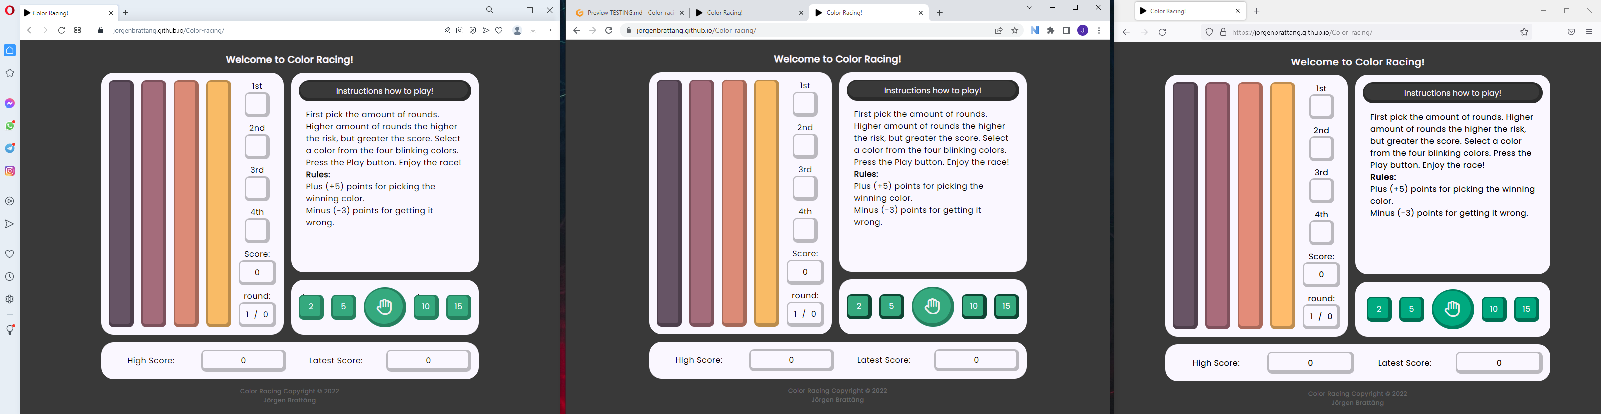 Color Racing!
jorgenbrattang.github.io/Color-racing/
Welcome to Color Racing!
1st
2nd
3rd
4th
Score:
0
round:
1 / 0
Instructions how to play!
First pick the amount of rounds.
Higher amount of rounds the higher
the risk, but greater the score. Select
a color from the four blinking colors.
Press the Play button. Enjoy the race!
Rules:
Plus (+5) points for picking the
winning color.
Minus (-3) points for getting it
wrong.
2 5 10 15
High Score: 0 Latest Score: 0
Color Racing Copyright © 2022
Jörgen Brattäng
Preview TESTING.md - Color-raci
Color Racing!
Color Racing!
jorgenbrattang.github.io/Color-racing/
J
Welcome to Color Racing!
1st
2nd
3rd
4th
Score:
0
round:
1 / 0
Instructions how to play!
First pick the amount of rounds.
Higher amount of rounds the higher
the risk, but greater the score. Select
a color from the four blinking colors.
Press the Play button. Enjoy the race!
Rules:
Plus (+5) points for picking the
winning color.
Minus (-3) points for getting it
wrong.
2 5 10 15
High Score: 0 Latest Score: 0
Color Racing Copyright © 2022
Jörgen Brattäng
Color Racing!
https://jorgenbrattang.github.io/Color-racing/
Welcome to Color Racing!
1st
2nd
3rd
4th
Score:
0
round:
1 / 0
Instructions how to play!
First pick the amount of rounds. Higher
amount of rounds the higher the risk,
but greater the score. Select a color
from the four blinking colors. Press the
Play button. Enjoy the race!
Rules:
Plus (+5) points for picking the winning
color.
Minus (-3) points for getting it wrong.
2 5 10 15
High Score: 0 Latest Score: 0
Color Racing Copyright © 2022
Jörgen Brattäng